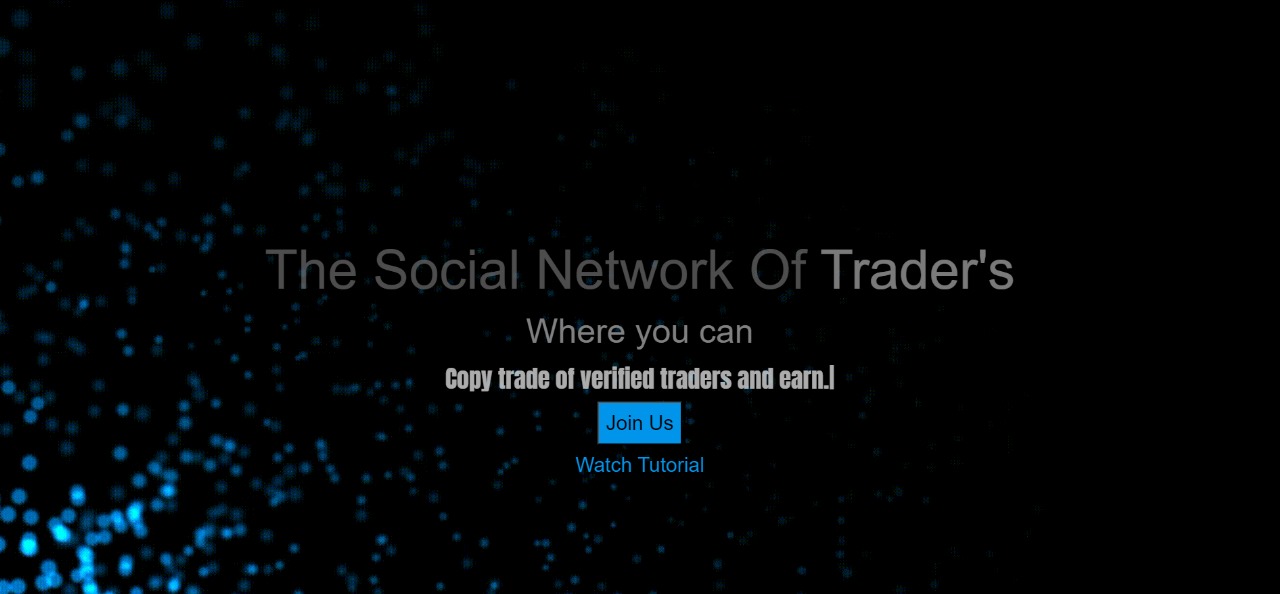 The Social Network Of Trader's
Where you can
Copy trade of verified traders and earn.|
Join Us
Watch Tutorial